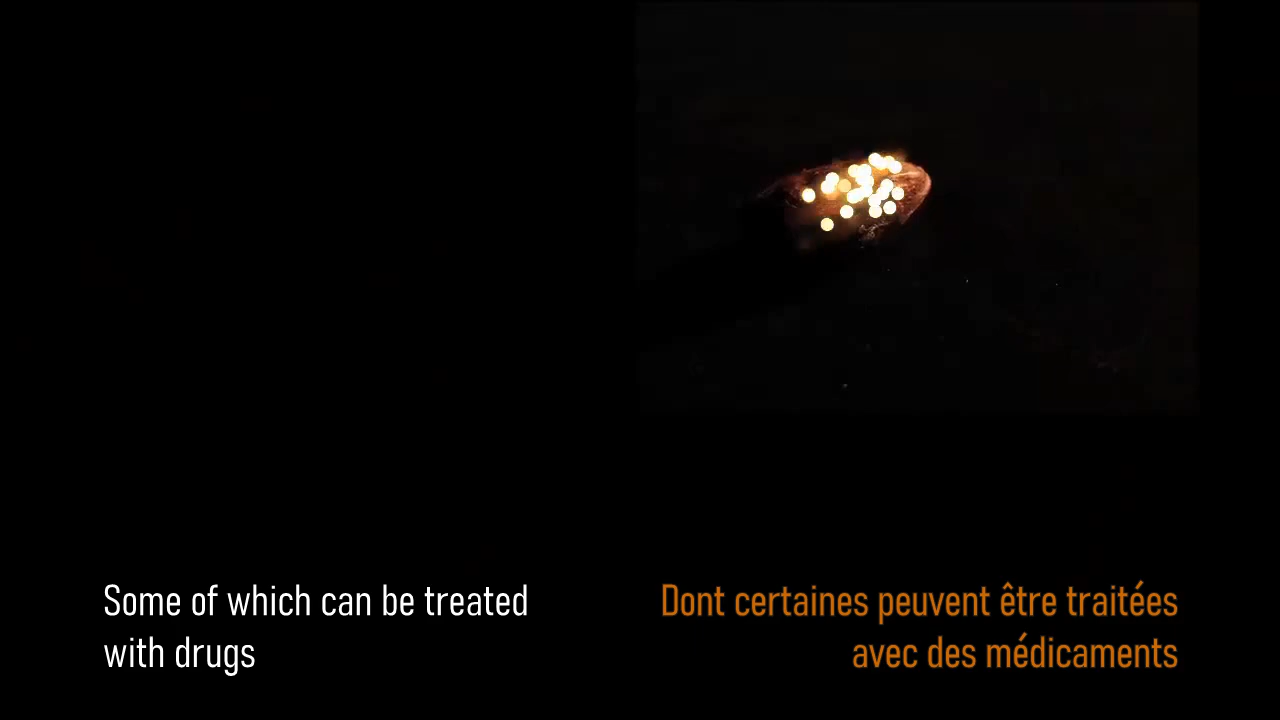 Some of which can be treated
with drugs
Dont certaines peuvent être traitées
avec des médicaments